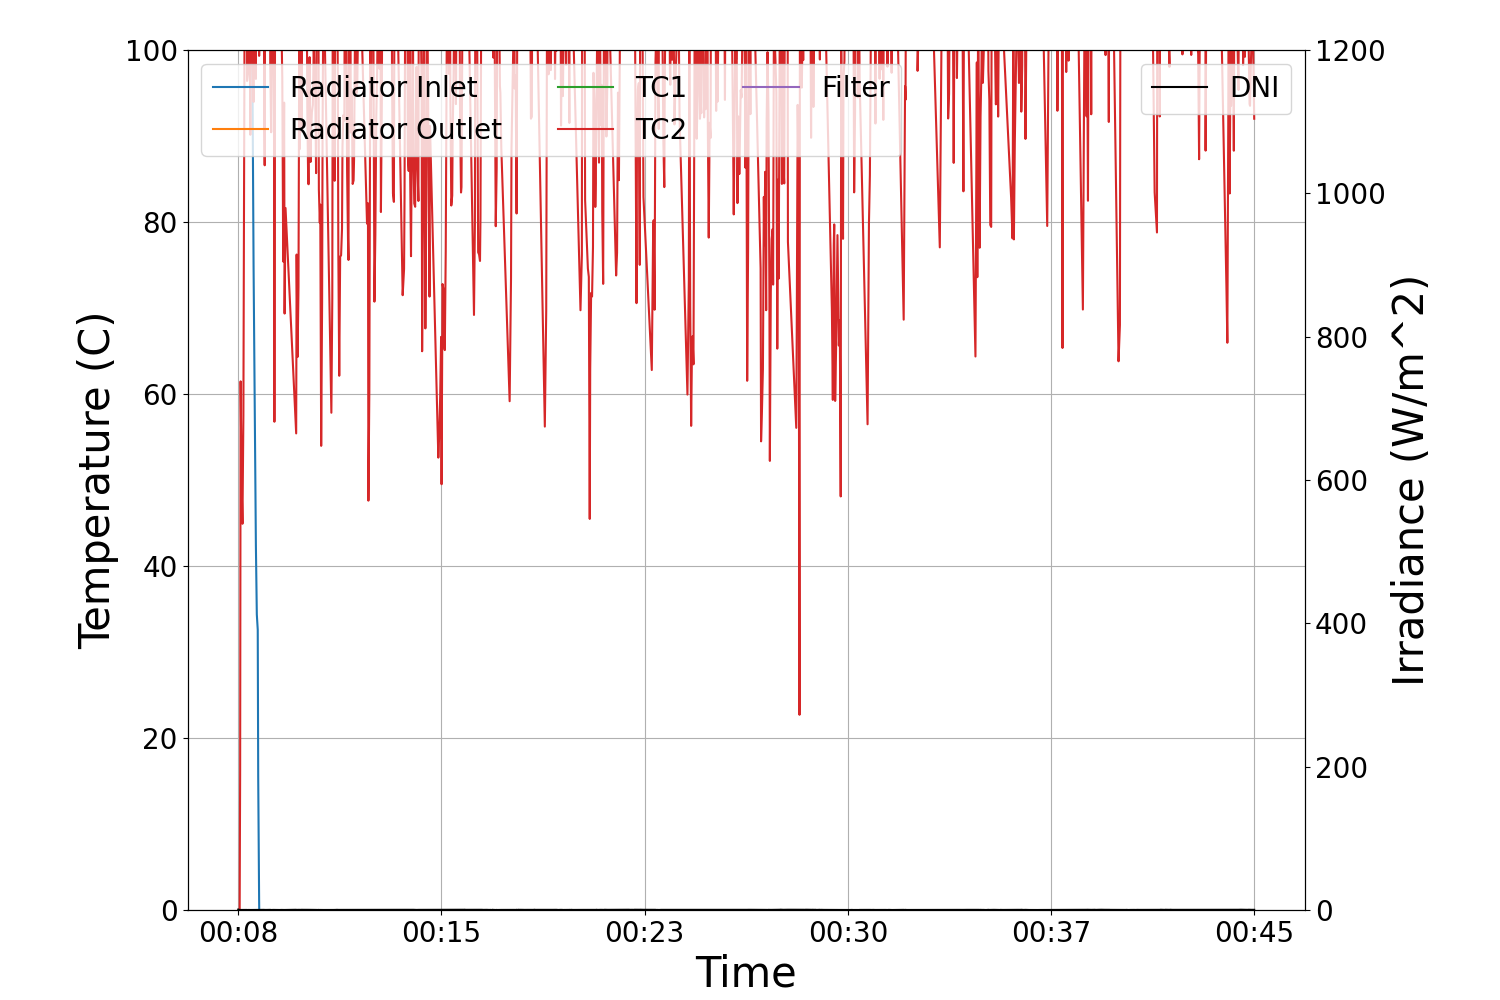 100
80
60
40
20
0
Temperature (C)
Radiator Inlet
Radiator Outlet
TC1
TC2
Filter
DNI
1200
1000
800
600
400
200
0
Irradiance (W/m^2)
00:08 00:15 00:23 00:30 00:37 00:45
Time